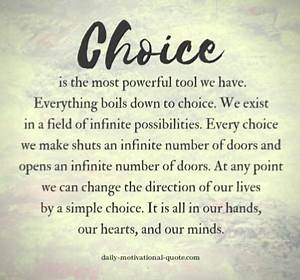 Choice
is the most powerful tool we have.
Everything boils down to choice. We exist
in a field of infinite possibilities. Every choice
we make shuts an infinite number of doors and
opens an infinite number of doors. At any point
we can change the direction of our lives
by a simple choice. It is all in our hands,
our hearts, and our minds.
daily-motivational-quote.com